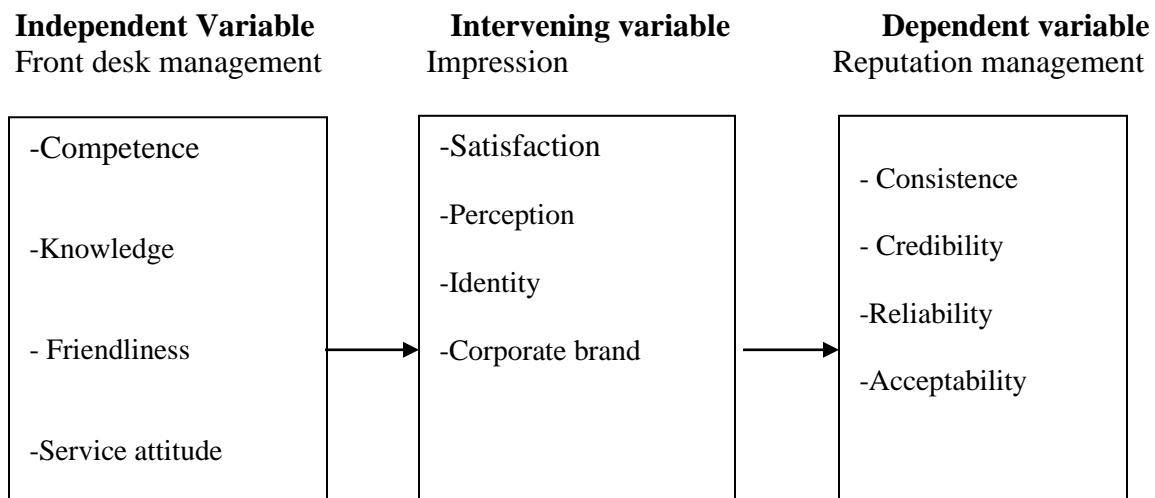 Independent Variable
Front desk management
-Competence
-Knowledge
- Friendliness
-Service attitude
Intervening variable
Impression
-Satisfaction
-Perception
-Identity
-Corporate brand
Dependent variable
Reputation management
- Consistence
- Credibility
-Reliability
-Acceptability